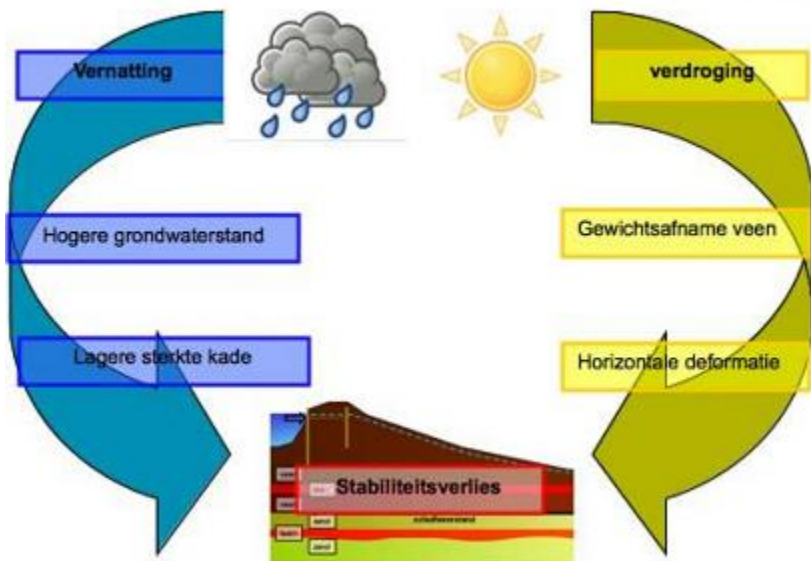 Vernatting
verdroging
Hogere grondwaterstand
Gewichtsafname veen
Lagere sterkte kade
Horizontale deformatie
Stabiliteitsverlies
zand
zand